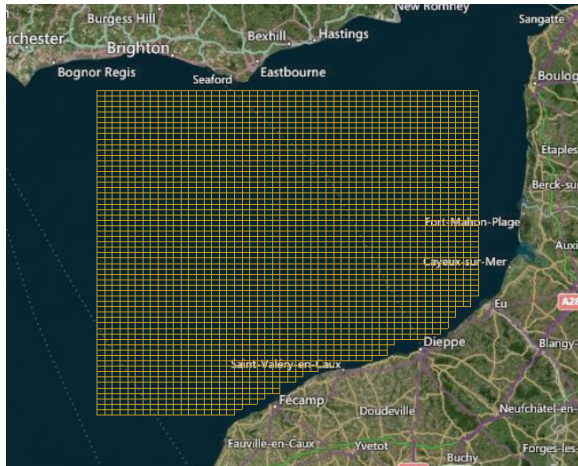 New Romney
Sangatte
Burgess Hill
Hastings
Bexhill
ichester
Brighton
Bognor Regis
Eastbourne
Seaford
Boulog
Etaples
Berck-su
Fort-Mahon-Plage
Auxi
Cayeux-sur-Mer
Eu
A28
Dieppe
Blangy-
Saint-Valéry-en-Caux
Fécamp
Doudeville
Neufchâtel-en-
Fauville-en-Caux
Yvetot
Buchy
Forges-les-